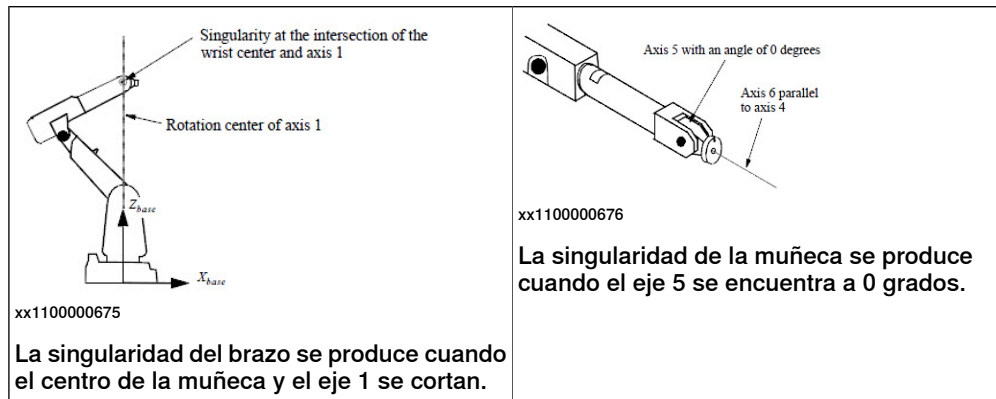 Singularity at the intersection of the
wrist center and axis 1
Rotation center of axis 1
Zbase
Xbase
xx1100000675
La singularidad del brazo se produce cuando
el centro de la muñeca y el eje 1 se cortan.
Axis 5 with an angle of 0 degrees
Axis 6 parallel
to axis 4
xx1100000676
La singularidad de la muñeca se produce
cuando el eje 5 se encuentra a 0 grados.